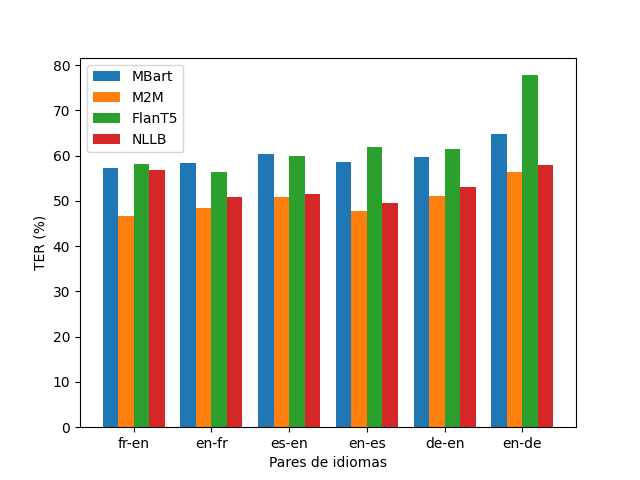 MBart
M2M
FlanT5
NLLB
TER (%)
80
70
60
50
40
30
20
10
0
fr-en en-fr es-en en-es de-en en-de
Pares de idiomas